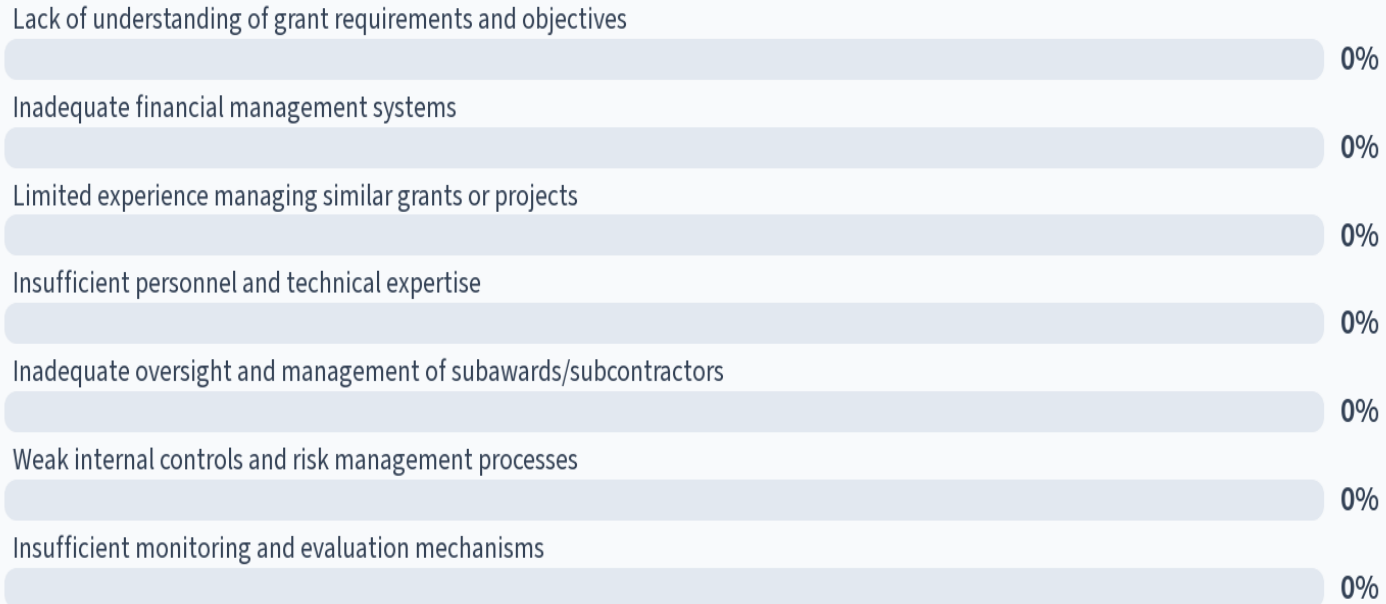 Lack of understanding of grant requirements and objectives
0%
Inadequate financial management systems
0%
Limited experience managing similar grants or projects
0%
Insufficient personnel and technical expertise
0%
Inadequate oversight and management of subawards/subcontractors
0%
Weak internal controls and risk management processes
0%
Insufficient monitoring and evaluation mechanisms
0%